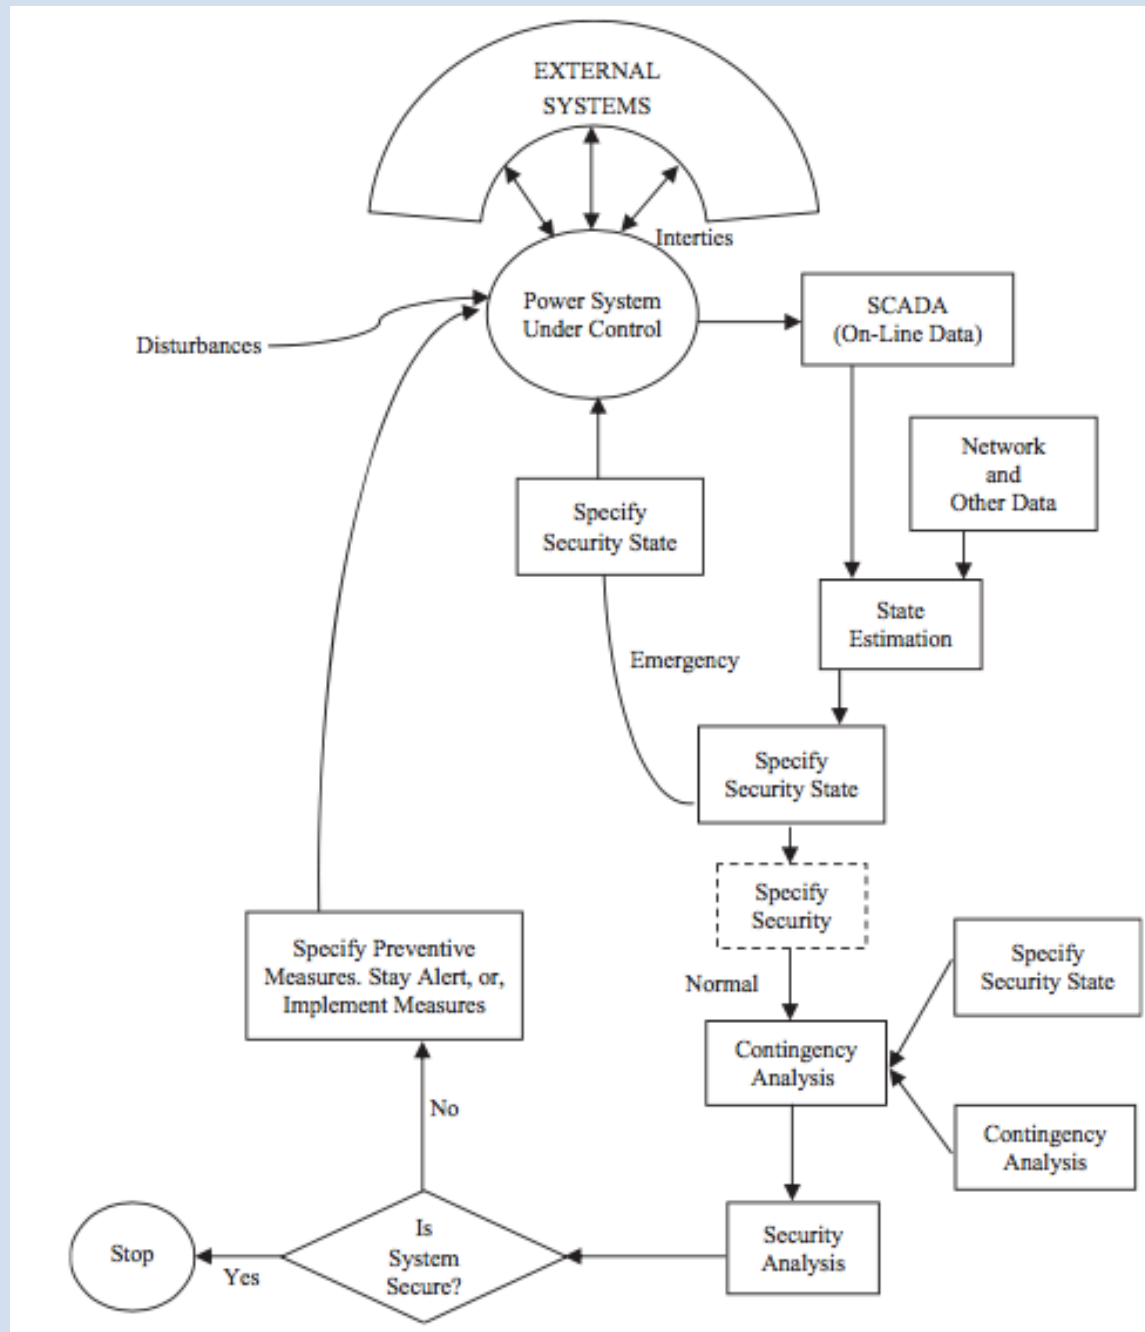 EXTERNAL
SYSTEMS
Interties
Power System
Under Control
SCADA
(On-Line Data)
Disturbances
Network
and
Other Data
Specify
Security State
State
Estimation
Emergency
Specify
Security State
Specify
Security
Specify Preventive
Measures. Stay Alert, or,
Implement Measures
Specify
Security State
Normal
Contingency
Analysis
No
Contingency
Analysis
Is
System
Secure?
Security
Analysis
Stop
Yes